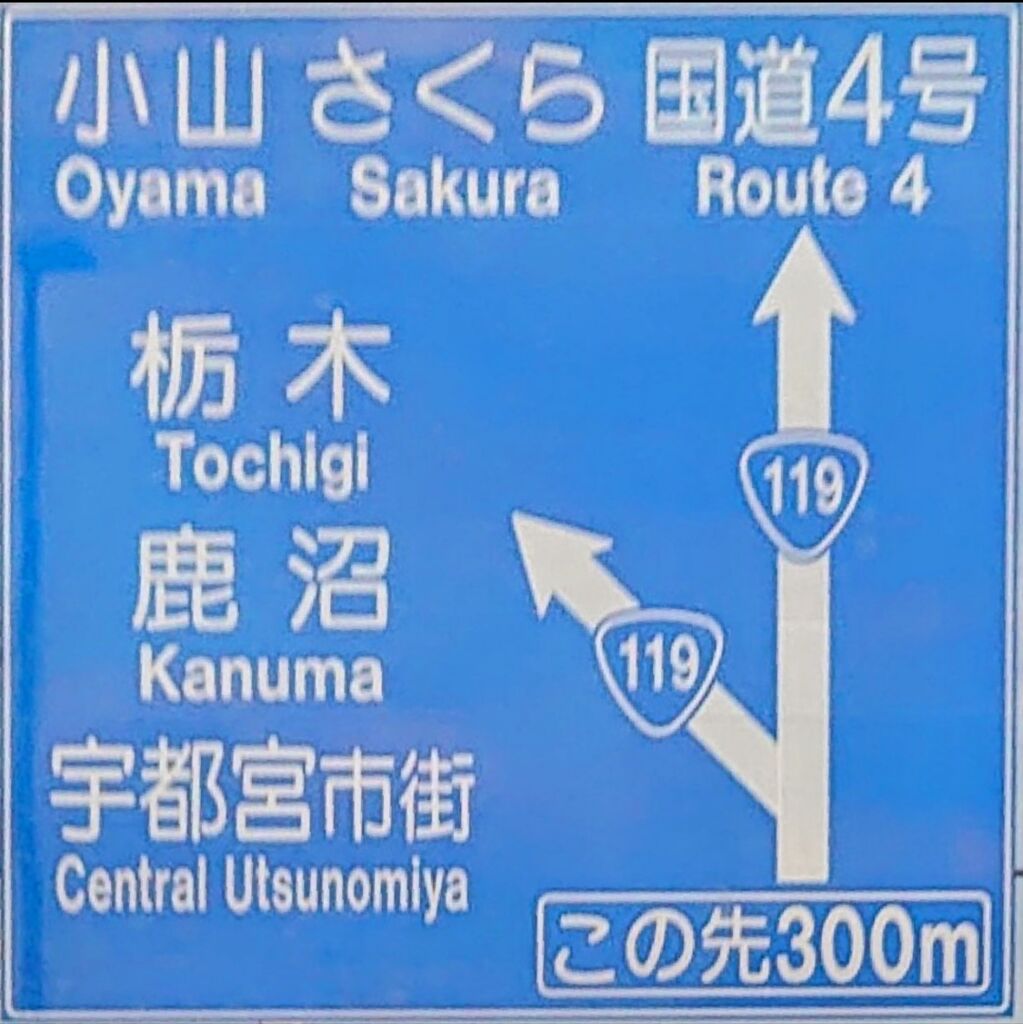 小山 さくら 国道4号
Oyama Sakura Route 4
栃木
Tochigi
119
鹿沼
119
Kanuma
宇都宮市街
Central Utsunomiya
この先300m